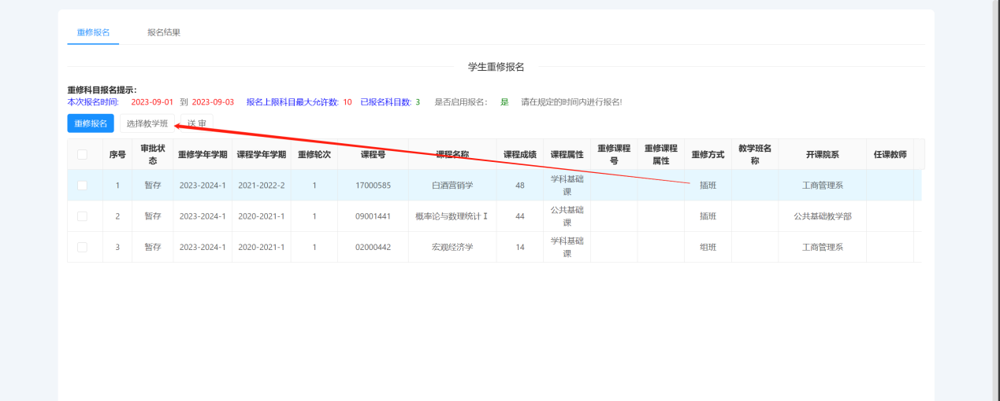 重修报名 报名结果
学生重修报名
重修科目报名提示:
本次报名时间: 2023-09-01 到 2023-09-03 报名上限科目最大允许数: 10 已报名科目数: 3 是否启用报名: 是 请在规定的时间内进行报名!
重修报名 选择教学班 送 审
序号 审批状态 重修学年学期 课程学年学期 重修轮次 课程号 课程名称 课程成绩 课程属性 重修课程号 重修课程属性 重修方式 教学班名称 开课院系 任课教师
1 暂存 2023-2024-1 2021-2022-2 1 17000585 白酒营销学 48 学科基础课 插班 工商管理系
2 暂存 2023-2024-1 2020-2021-1 1 09001441 概率论与数理统计Ⅰ 44 公共基础课 插班 公共基础教学部
3 暂存 2023-2024-1 2020-2021-1 1 02000442 宏观经济学 14 学科基础课 组班 工商管理系